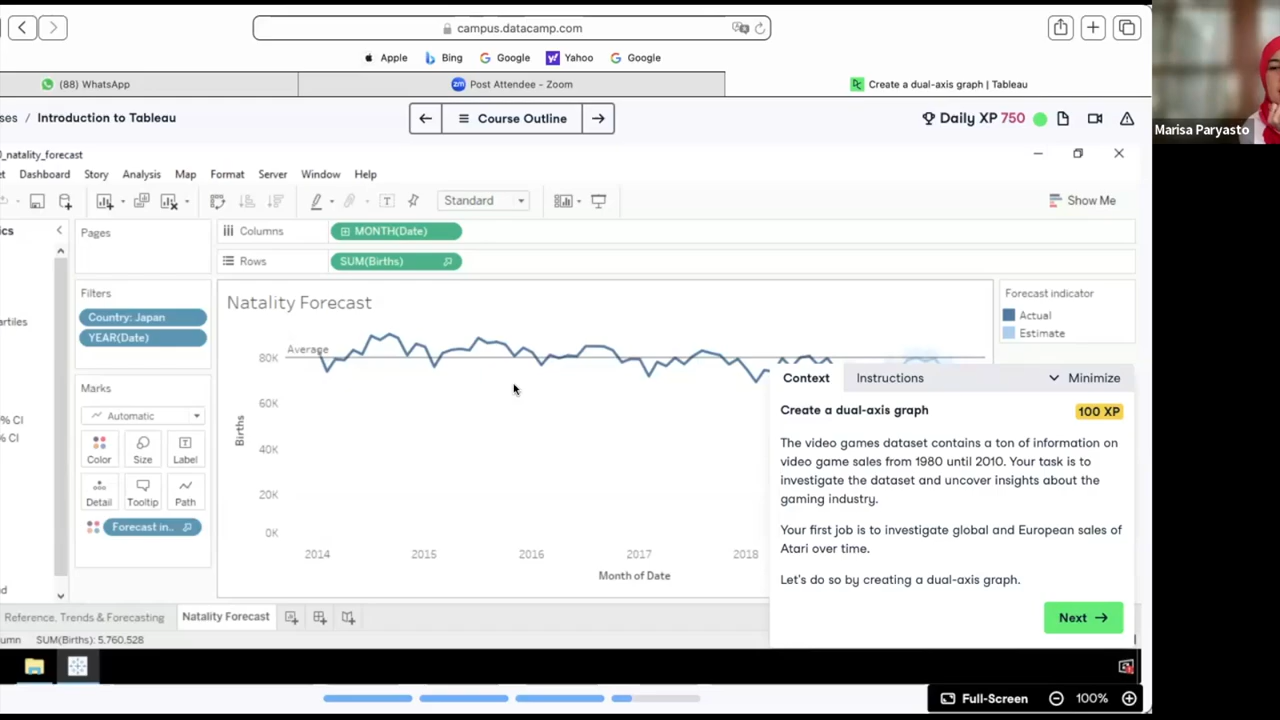 campus.datacamp.com
Apple Bing Google Yahoo Google
(88) WhatsApp Post Attendee - Zoom Create a dual-axis graph | Tableau
Marisa Paryasto
ses / Introduction to Tableau
Course Outline
Daily XP 750
_natality_forecast
t Dashboard Story Analysis Map Format Server Window Help
Standard
Show Me
ics
Pages
Columns
MONTH(Date)
Rows
SUM(Births)
Filters
Country: Japan
YEAR(Date)
Natality Forecast
Forecast indicator
Actual
Estimate
artiles
Average
80K
60K
40K
20K
0K
Births
Marks
Automatic
Color Size Label
Detail Tooltip Path
Forecast in..
% CI
% CI
d
2014 2015 2016 2017 2018
Month of Date
Context Instructions Minimize
Create a dual-axis graph 100 XP
The video games dataset contains a ton of information on
video game sales from 1980 until 2010. Your task is to
investigate the dataset and uncover insights about the
gaming industry.
Your first job is to investigate global and European sales of
Atari over time.
Let's do so by creating a dual-axis graph.
Next
Reference, Trends & Forecasting Natality Forecast
umn SUM(Births): 5,760,528
Full-Screen 100%